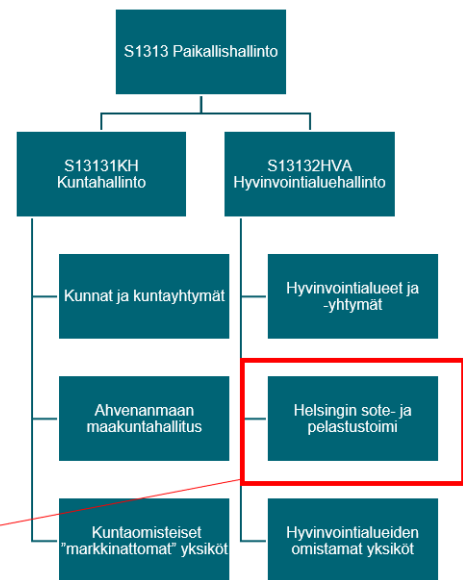 S1313 Paikallishallinto
S13131KH
Kuntahallinto
S13132HVA
Hyvinvointialuehallinto
Kunnat ja kuntayhtymät
Hyvinvointialueet ja
-yhtymät
Ahvenanmaan
maakuntahallitus
Helsingin sote- ja
pelastustoimi
Kuntaomisteiset
"markkinattomat" yksiköt
Hyvinvointialueiden
omistamat yksiköt